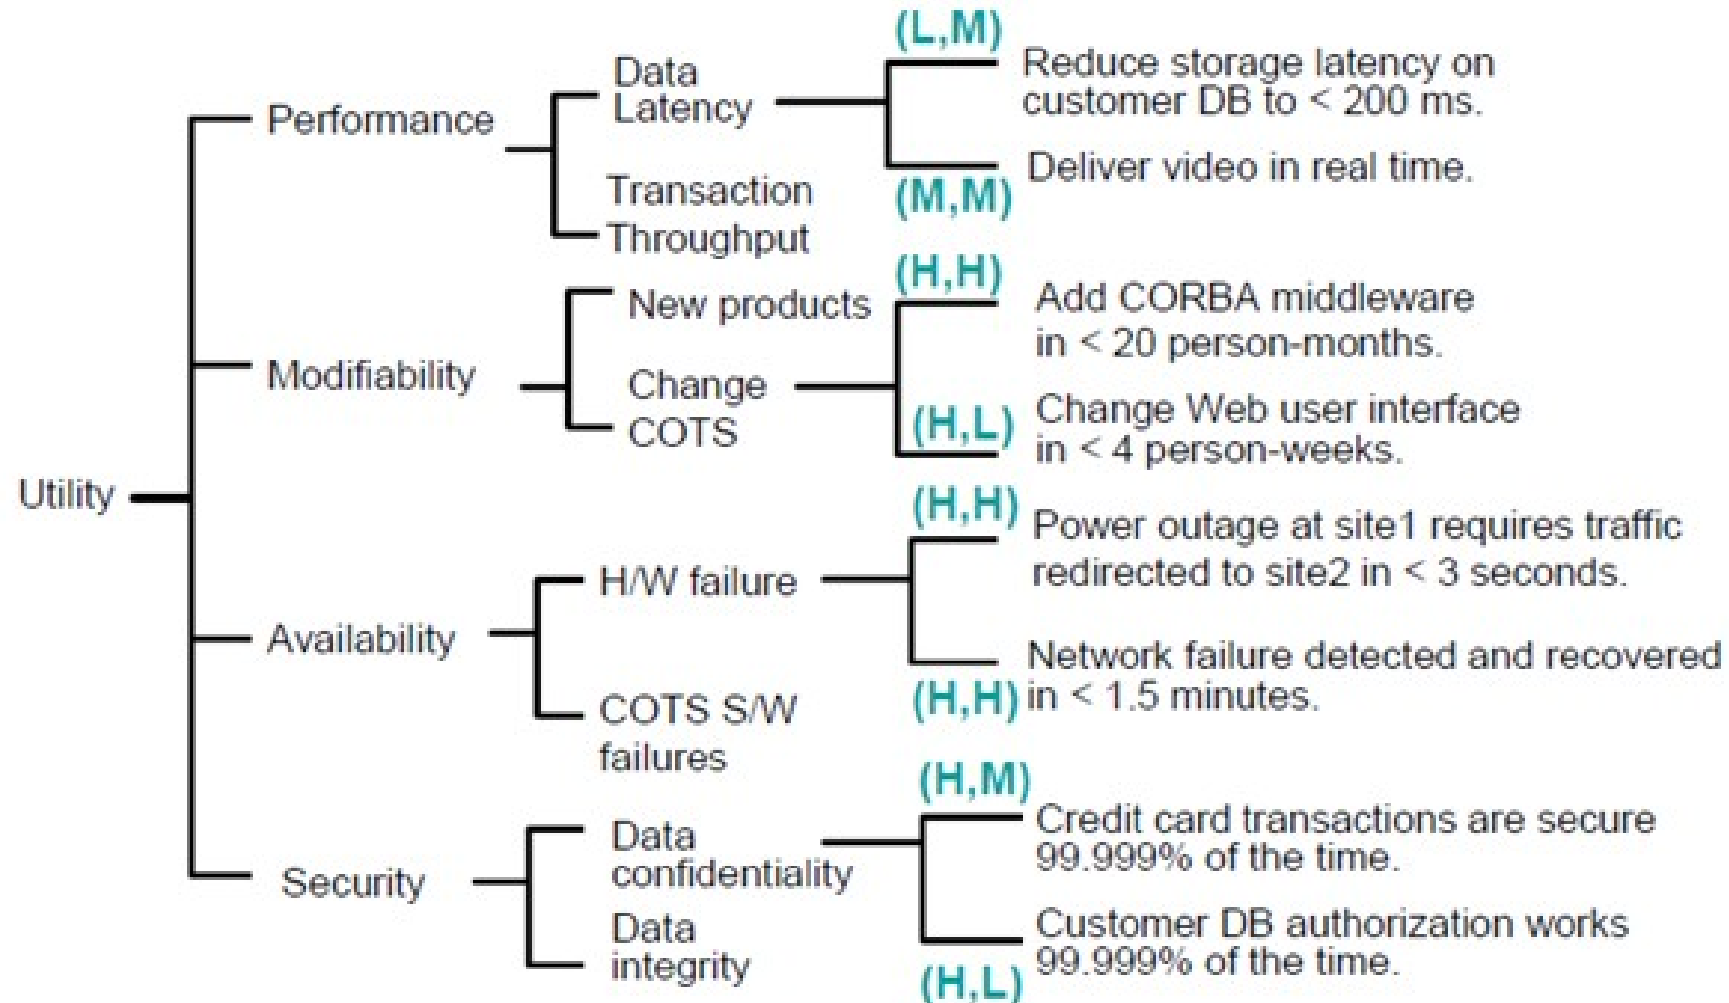 (L,M)
Data
Latency
Reduce storage latency on
customer DB to < 200 ms.
Performance
Deliver video in real time.
(M,M)
Transaction
Throughput
(H,H)
New products
Add CORBA middleware
in < 20 person-months.
Modifiability
Change
COTS
(H,L)
Change Web user interface
in < 4 person-weeks.
Utility
(H,H)
Power outage at site1 requires traffic
redirected to site2 in < 3 seconds.
H/W failure
Availability
Network failure detected and recovered
in < 1.5 minutes.
(H,H)
COTS S/W
failures
(H,M)
Credit card transactions are secure
99.999% of the time.
Data
confidentiality
Security
Data
integrity
Customer DB authorization works
99.999% of the time.
(H,L)